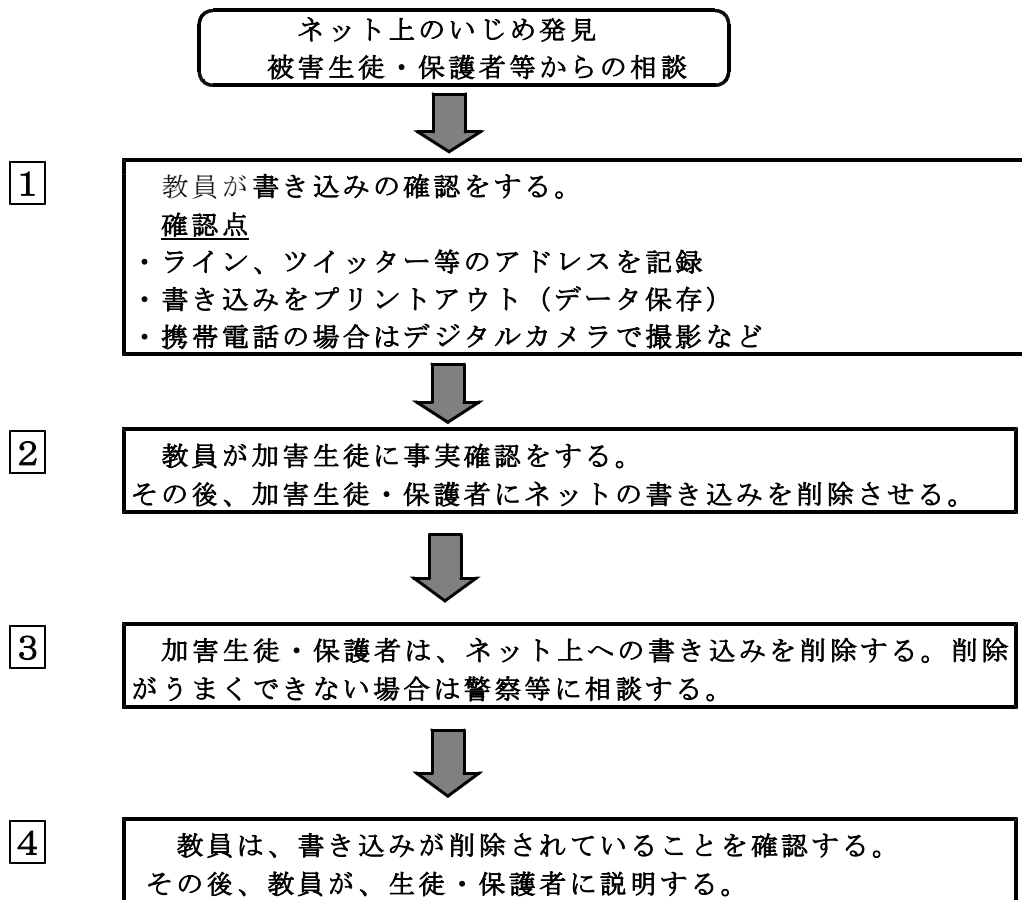 ネット上のいじめ発見
被害生徒・保護者等からの相談
1
教員が書き込みの確認をする。
確認点
・ライン、ツイッター等のアドレスを記録
・書き込みをプリントアウト（データ保存）
・携帯電話の場合はデジタルカメラで撮影など
2
教員が加害生徒に事実確認をする。
その後、加害生徒・保護者にネットの書き込みを削除させる。
3
加害生徒・保護者は、ネット上への書き込みを削除する。削除
がうまくできない場合は警察等に相談する。
4
教員は、書き込みが削除されていることを確認する。
その後、教員が、生徒・保護者に説明する。